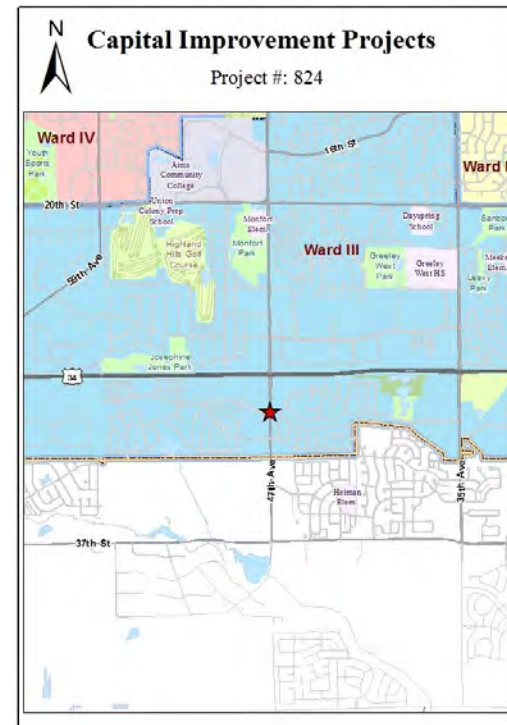 N
Capital Improvement Projects
Project #: 824
Ward IV
Youth
Sports
Park
Aims
Community
College
16th St
20th St
Union
Colony Prep.
School
Monfort
Elem
Monfort
Park
Dayspring
School
Ward III
Highland
Hills Golf
Course
59th Ave
Greeley
West
Park
Greeley
West HS
Leavy
Park
Josephine
Jones Park
34
47th Ave
35th Ave
Heiman
Elem
37th St